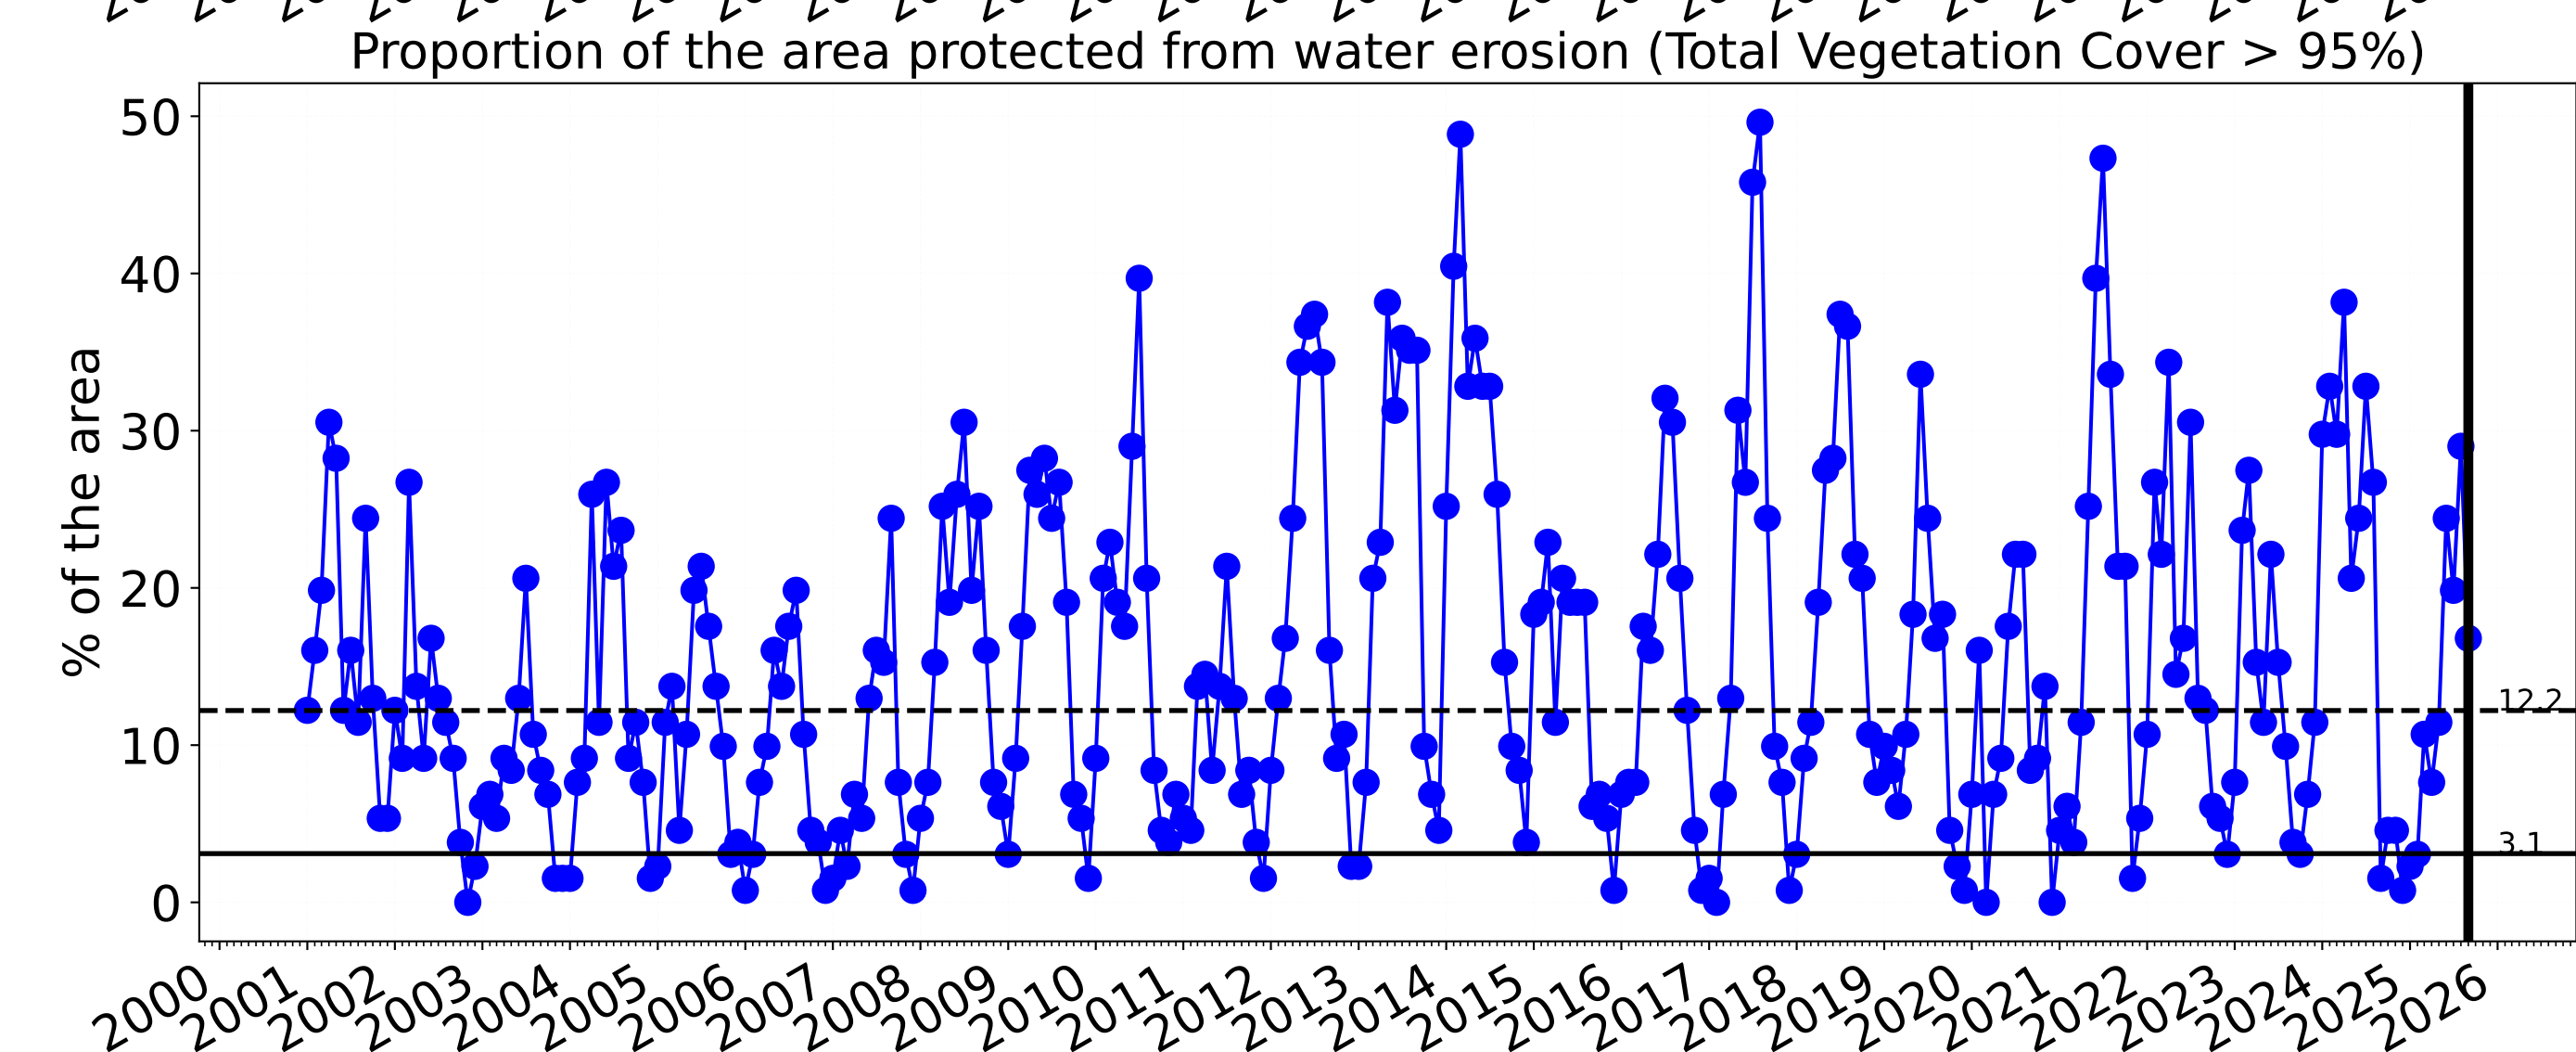 Proportion of the area protected from water erosion (Total Vegetation Cover > 95%)
% of the area
50
40
30
20
10
0
12.2
3.1
2000 2001 2002 2003 2004 2005 2006 2007 2008 2009 2010 2011 2012 2013 2014 2015 2016 2017 2018 2019 2020 2021 2022 2023 2024 2025 2026